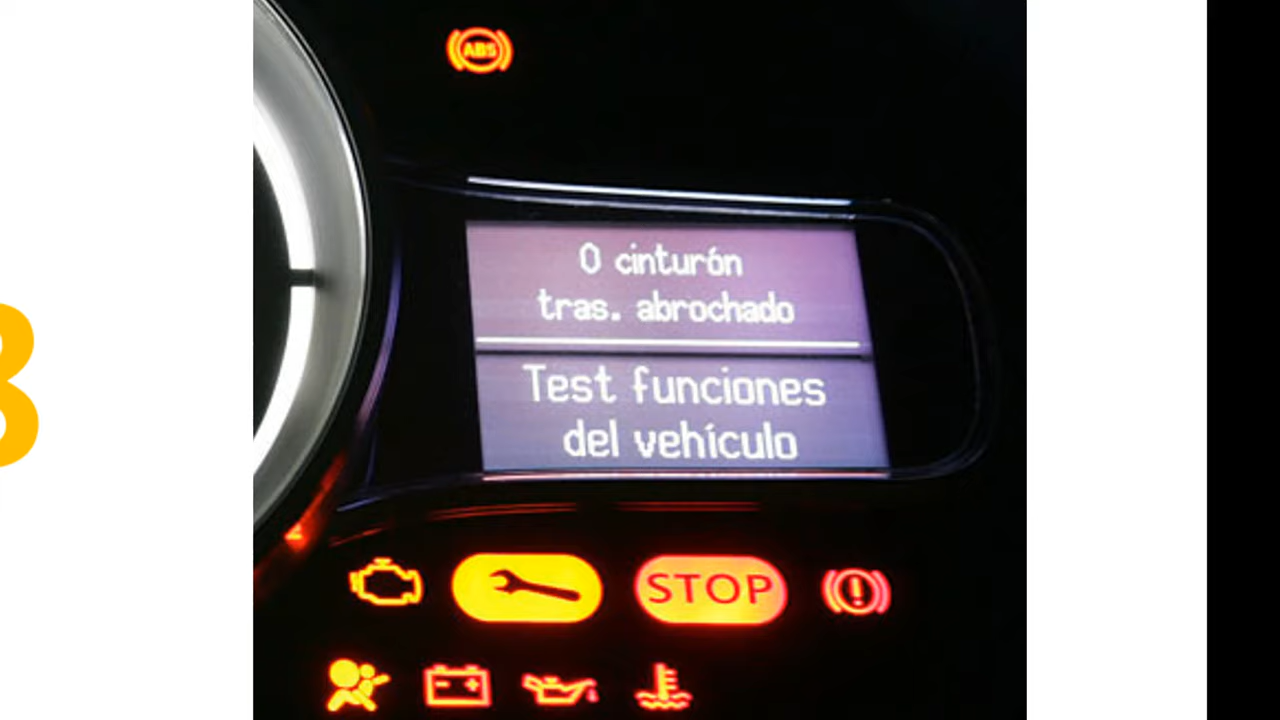 ABS
0 cinturón
tras. abrochado
Test funciones
del vehículo
STOP